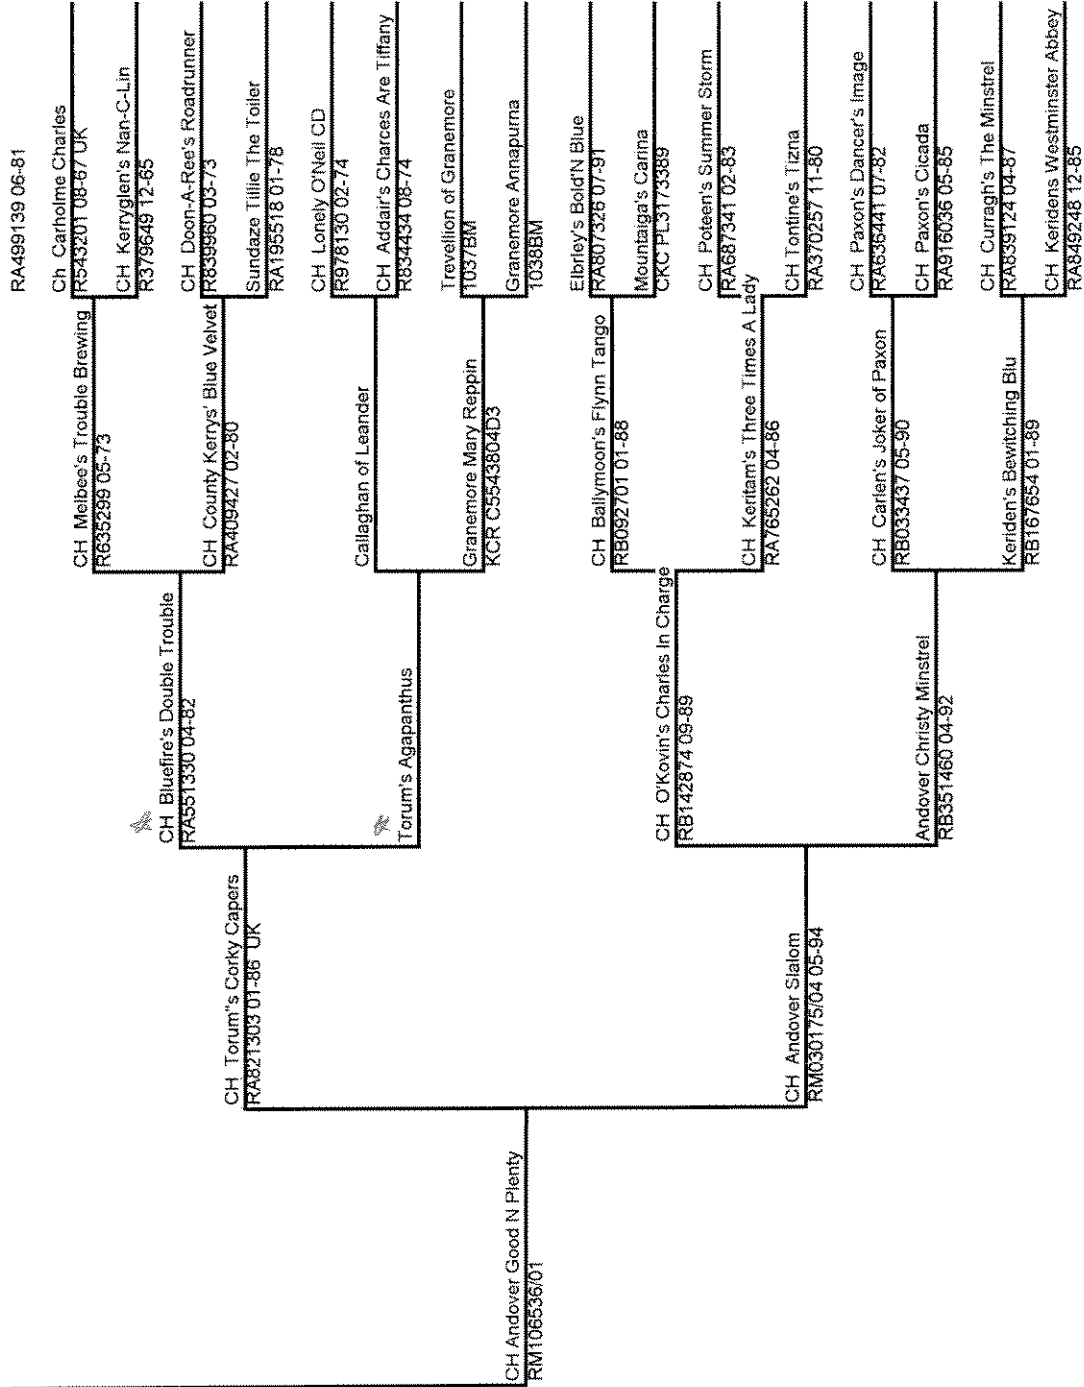 RA499139 06-81
Ch Carholme Charles
R543201 08-67 UK
CH Melbee's Trouble Brewing
R635299 05-73
CH Kerryglen's Nan-C-Lin
R379649 12-65
CH Bluefire's Double Trouble
RA551330 04-82
CH Doon-A-Ree's Roadrunner
R839960 03-73
CH County Kerrys' Blue Velvet
RA409427 02-80
Sundaze Tillie The Toiler
RA195518 01-78
CH Torum"s Corky Capers
RA821303 01-86 UK
CH Lonely O'Neil CD
R978130 02-74
Callaghan of Leander
CH Addair's Charces Are Tiffany
R834434 08-74
Torum's Agapanthus
Trevellion of Granemore
1037BM
Granemore Mary Reppin
KCR C5543804D3
Granemore Annapurna
1038BM
CH Andover Good N Plenty
RM106536/01
Elbrley's Bold'N Blue
RA807326 07-91
CH Ballymoon's Flynn Tango
RB092701 01-88
Mountaiga's Carina
CKC PL3173389
CH O'Kovin's Charles In Charge
RB142874 09-89
CH Poteen's Summer Storm
RA687341 02-83
CH Keritam's Three Times A Lady
RA765262 04-86
CH Tontine's Tizna
RA370257 11-80
CH Andover Slalom
RM030175/04 05-94
CH Paxon's Dancer's Image
RA636441 07-82
CH Carlen's Joker of Paxon
RB033437 05-90
CH Paxon's Cicada
RA916036 05-85
Andover Christy Minstrel
RB351460 04-92
CH Curragh's The Minstrel
RA839124 04-87
Keriden's Bewitching Blu
RB167654 01-89
CH Keridens Westminster Abbey
RA849248 12-85